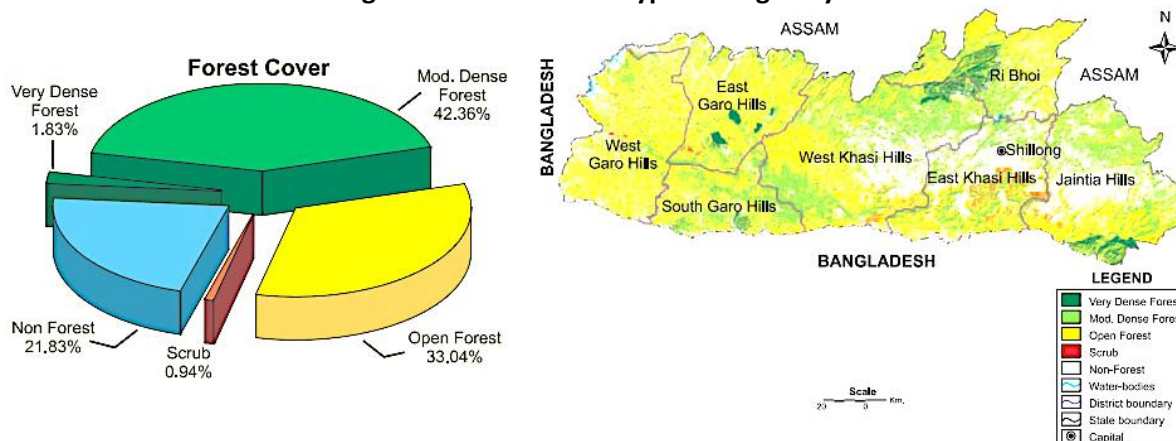 Forest Cover
Very Dense
Forest
1.83%
Mod. Dense
Forest
42.36%
Non Forest
21.83%
Scrub
0.94%
Open Forest
33.04%
ASSAM
N
BANGLADESH
East
Garo Hills
Ri Bhoi
ASSAM
West
Garo Hills
West Khasi Hills
Shillong
East Khasi Hills
Jaintia Hills
South Garo Hills
BANGLADESH
LEGEND
Very Dense Fores
Mod. Dense Fores
Open Forest
Scrub
Non-Forest
Water-bodies
District boundary
State boundary
Capital
Scale
20 0 Km.